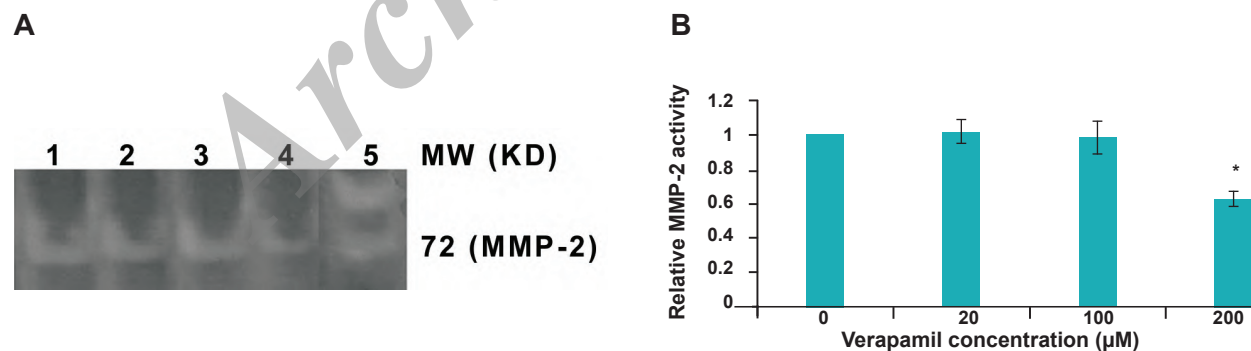 A
1 2 3 4 5 MW (KD)
72 (MMP-2)
B
Relative MMP-2 activity
1.2
1
0.8
0.6
0.4
0.2
0
*
0 20 100 200
Verapamil concentration (µM)
Arc